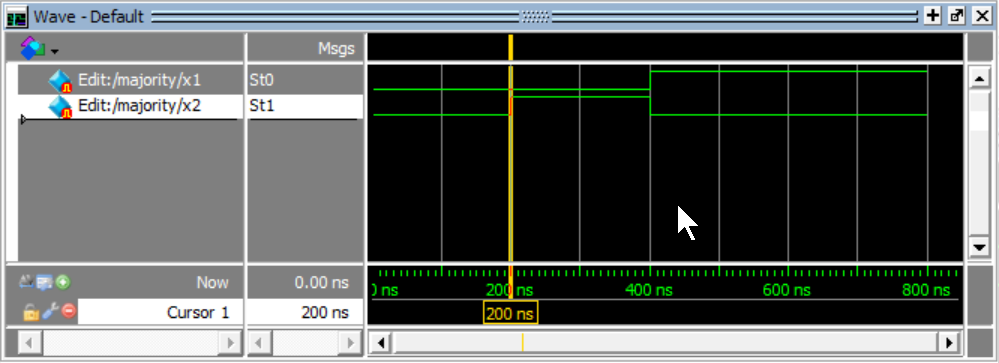 Wave - Default
Msgs
Edit:/majority/x1 St0
Edit:/majority/x2 St1
Now 0.00 ns
Cursor 1 200 ns
) ns 200 ns 400 ns 600 ns 800 ns
200 ns